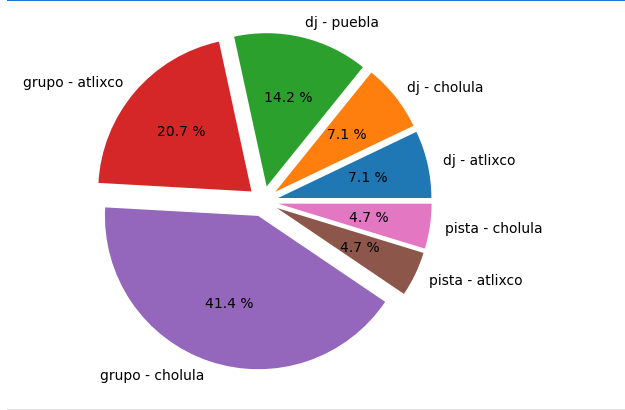 dj - puebla
grupo - atlixco
dj - cholula
14.2 %
20.7 %
7.1 %
dj - atlixco
7.1 %
4.7 %
pista - cholula
4.7 %
pista - atlixco
41.4 %
grupo - cholula